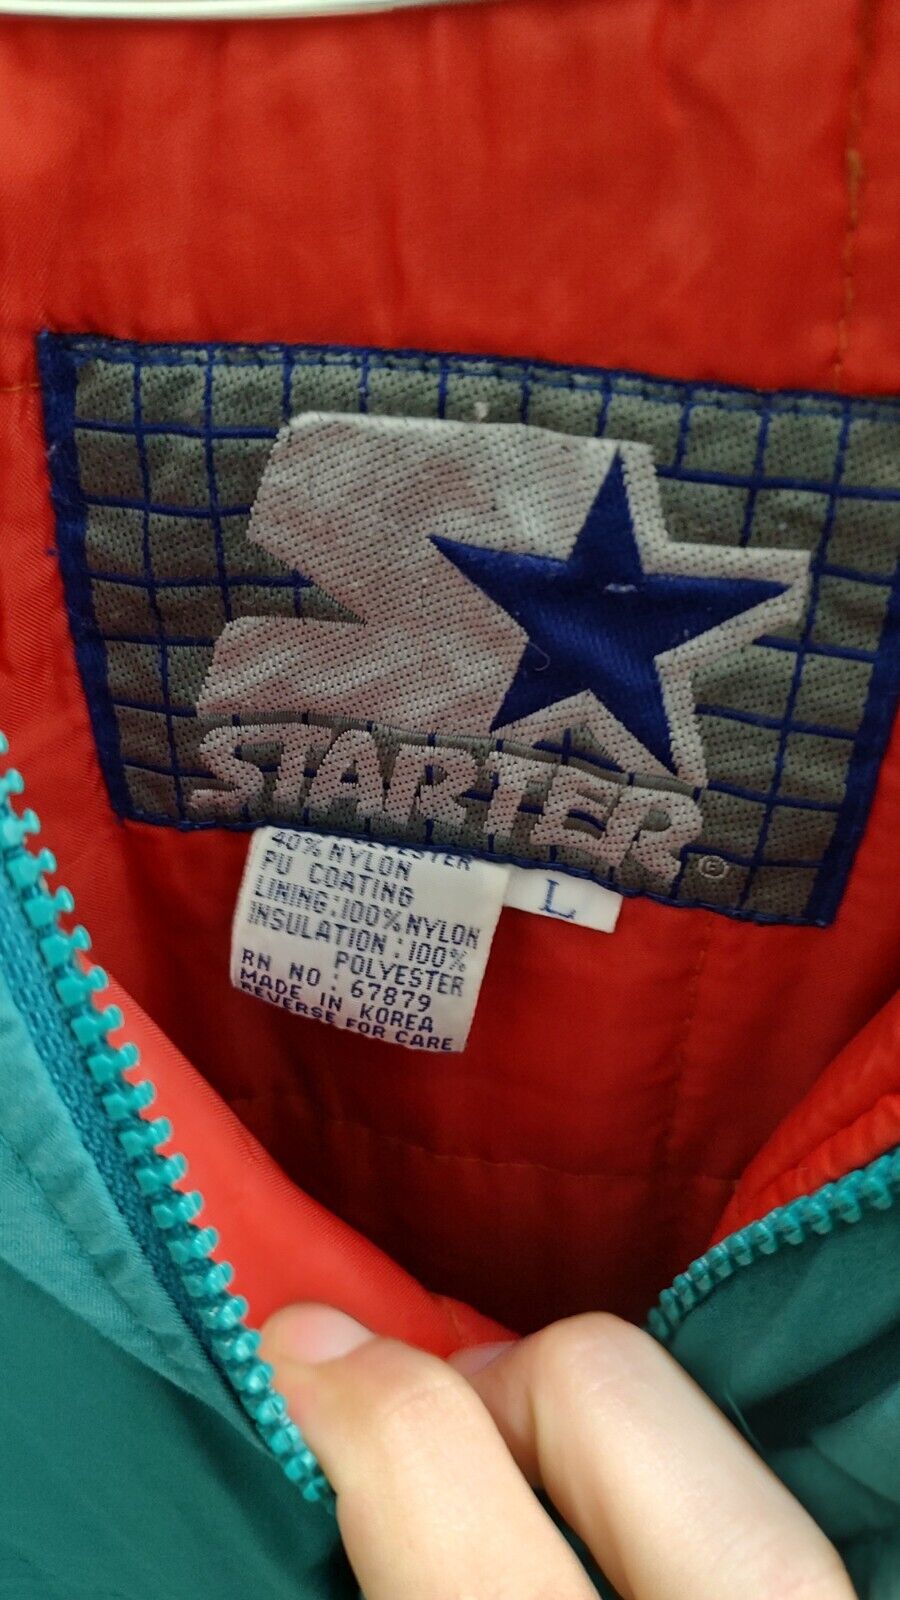 STARTER ©
L
POLYESTER
40% NYLON
PU COATING
LINING:100%NYLON
INSULATION:100%
POLYESTER
RN NO: 67879
MADE IN KOREA
REVERSE FOR CARE